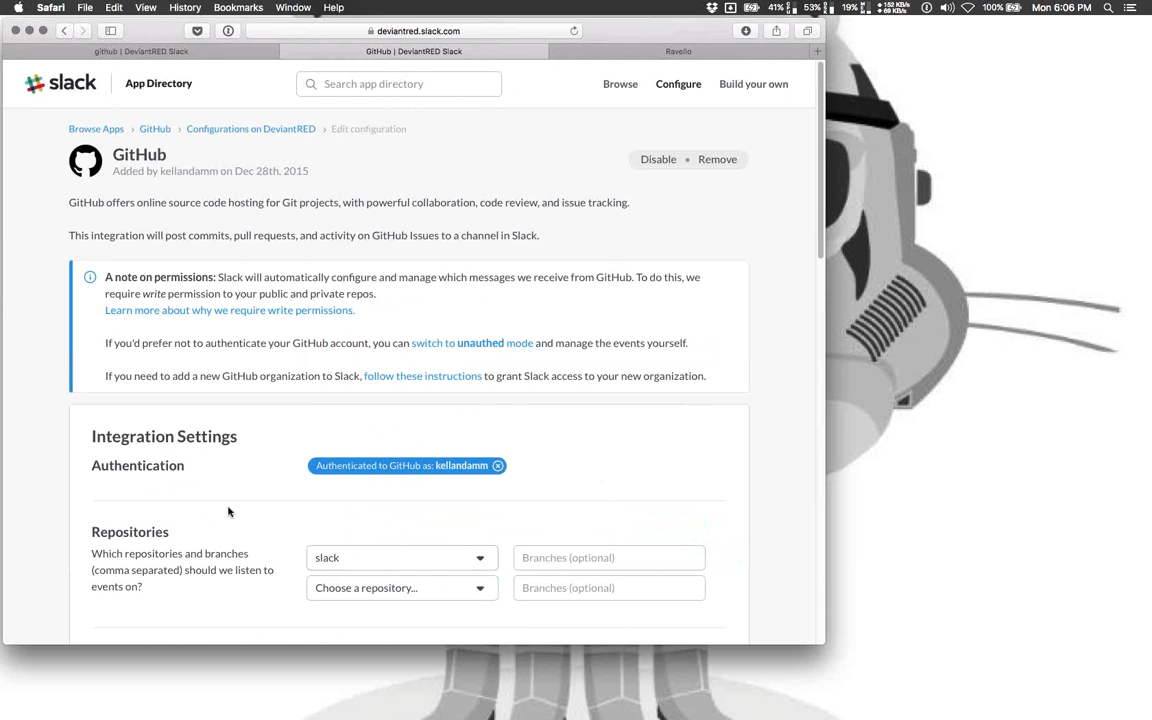 Safari File Edit View History Bookmarks Window Help 41% 53% 19% 152 KB/s 69 KB/s 100% Mon 6:06 PM
deviantred.slack.com
github | DeviantRED Slack GitHub | DeviantRED Slack Ravello +
slack App Directory Search app directory Browse Configure Build your own
Browse Apps › GitHub › Configurations on DeviantRED › Edit configuration
GitHub
Added by kellandamm on Dec 28th, 2015
Disable • Remove
GitHub offers online source code hosting for Git projects, with powerful collaboration, code review, and issue tracking.
This integration will post commits, pull requests, and activity on GitHub Issues to a channel in Slack.
A note on permissions: Slack will automatically configure and manage which messages we receive from GitHub. To do this, we
require write permission to your public and private repos.
Learn more about why we require write permissions.
If you'd prefer not to authenticate your GitHub account, you can switch to unauthed mode and manage the events yourself.
If you need to add a new GitHub organization to Slack, follow these instructions to grant Slack access to your new organization.
Integration Settings
Authentication Authenticated to GitHub as: kellandamm
Repositories
Which repositories and branches
(comma separated) should we listen to
events on?
slack Branches (optional)
Choose a repository... Branches (optional)